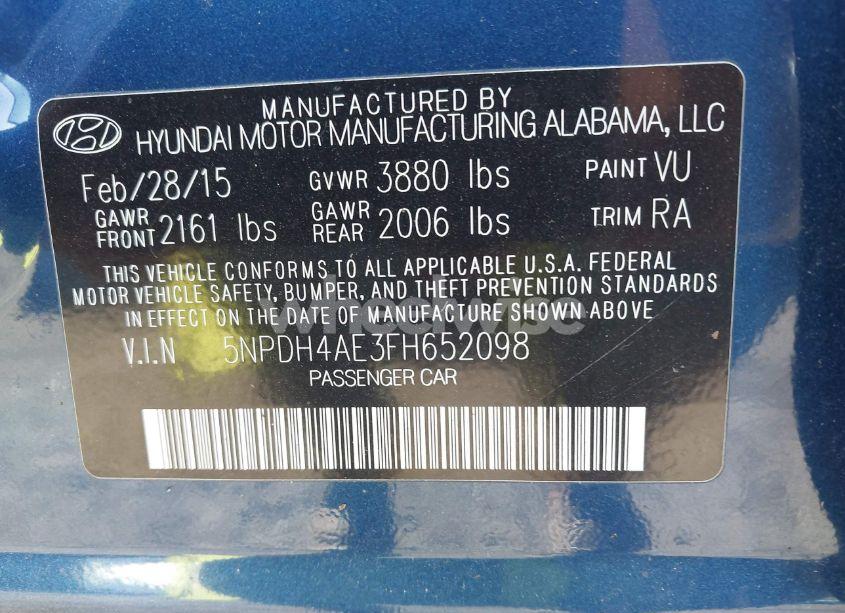 MANUFACTURED BY
HYUNDAI MOTOR MANUFACTURING ALABAMA, LLC
Feb/28/15 GVWR 3880 lbs PAINT VU
GAWR FRONT 2161 lbs GAWR REAR 2006 lbs TRIM RA
THIS VEHICLE CONFORMS TO ALL APPLICABLE U.S.A. FEDERAL
MOTOR VEHICLE SAFETY, BUMPER, AND THEFT PREVENTION STANDARDS
IN EFFECT ON THE DATE OF MANUFACTURE SHOWN ABOVE
wheelwise
V.I.N 5NPDH4AE3FH652098
PASSENGER CAR